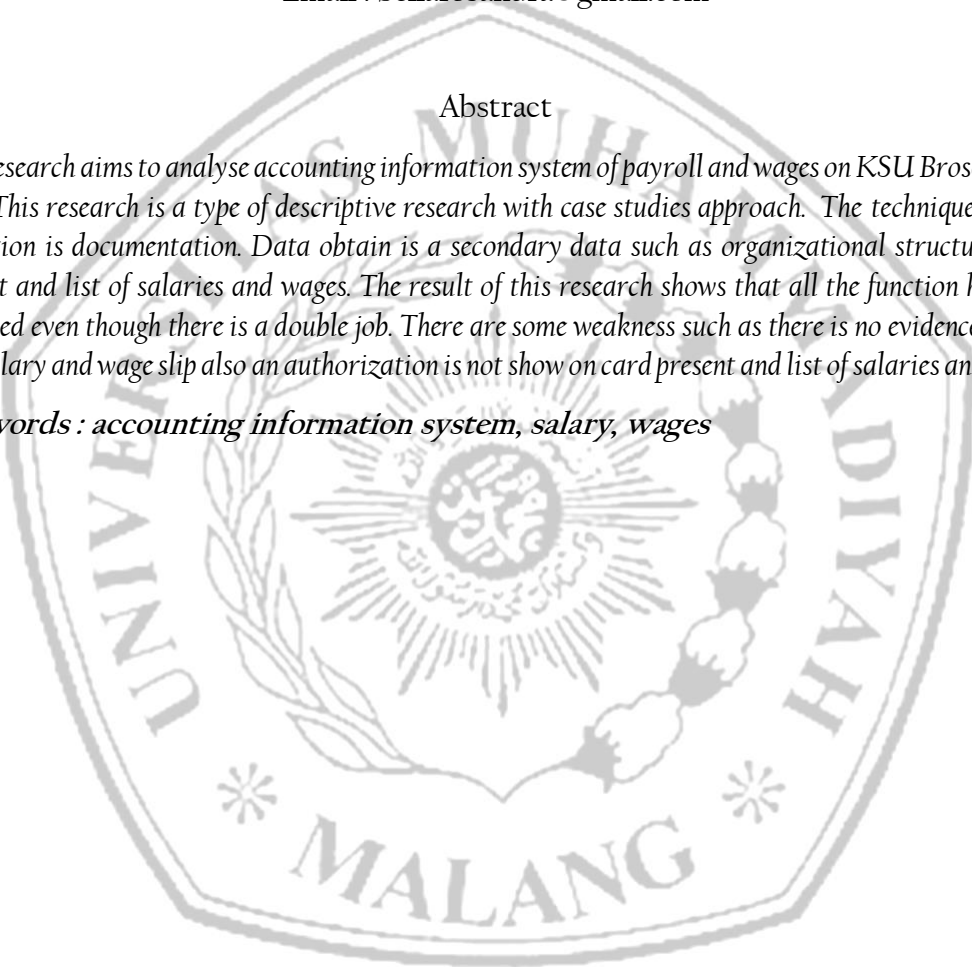 Abstract
esearch aims to analyse accounting information system of payroll and wages on KSU Bros
This research is a type of descriptive research with case studies approach. The technique
tion is documentation. Data obtain is a secondary data such as organizational structu
t and list of salaries and wages. The result of this research shows that all the function h
ed even though there is a double job. There are some weakness such as there is no evidence
lary and wage slip also an authorization is not show on card present and list of salaries an
words : accounting information system, salary, wages
UNIVERSITAS MUHAMMADIYAH
MALANG